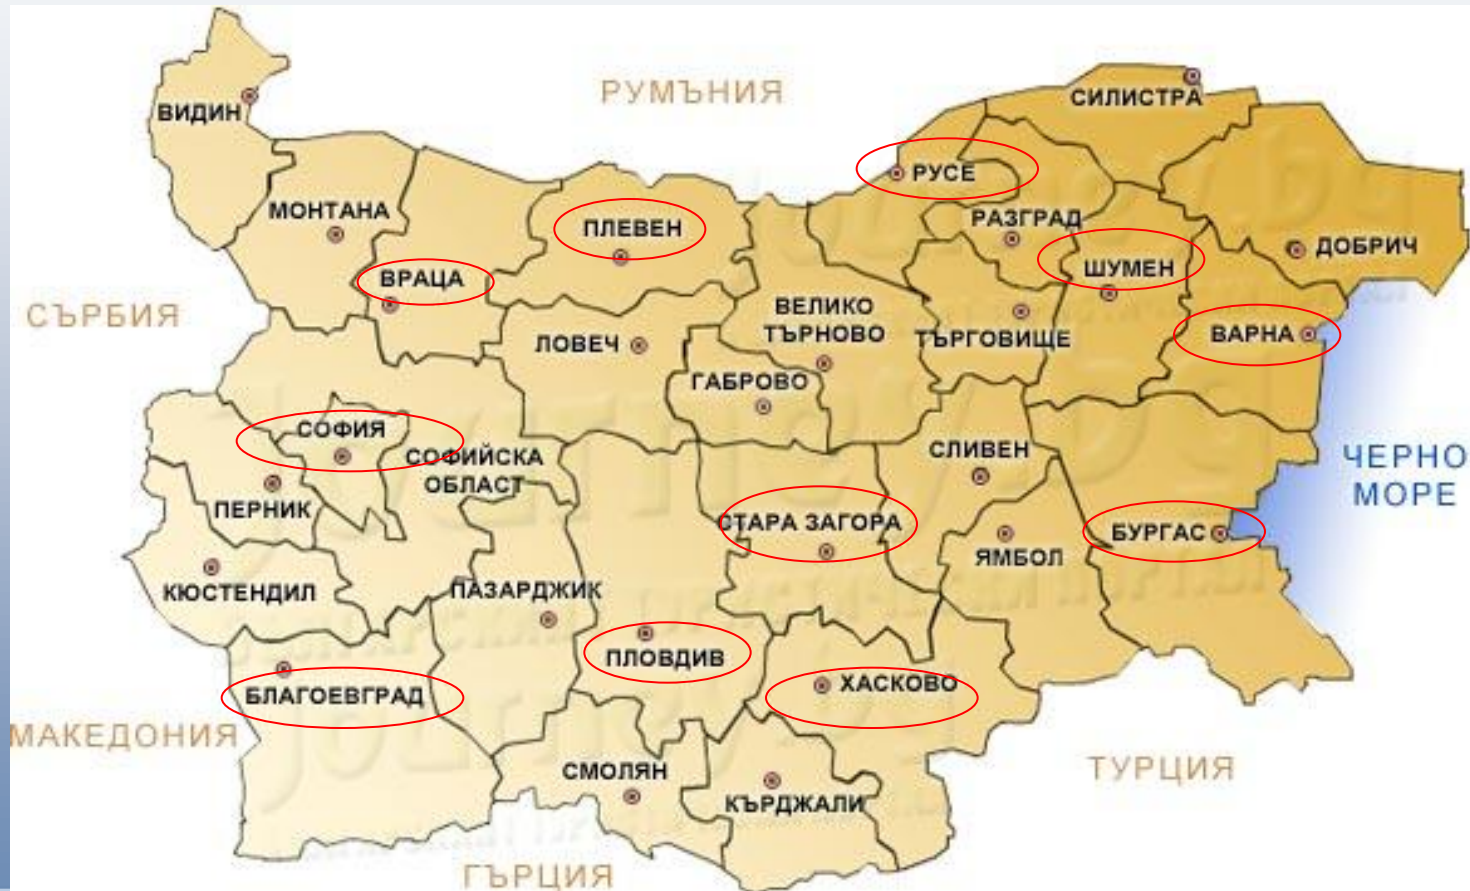 РУМЪНИЯ
ВИДИН
СИЛИСТРА
РУСЕ
МОНТАНА
ПЛЕВЕН
РАЗГРАД
ДОБРИЧ
ВРАЦА
ШУМЕН
СЪРБИЯ
ВЕЛИКО
ТЪРНОВО
ЛОВЕЧ
ТЪРГОВИЩЕ
ВАРНА
ГАБРОВО
СОФИЯ
СОФИЙСКА
ОБЛАСТ
СЛИВЕН
ЧЕРНО
МОРЕ
ПЕРНИК
СТАРА ЗАГОРА
БУРГАС
ЯМБОЛ
КЮСТЕНДИЛ
ПАЗАРДЖИК
ПЛОВДИВ
ХАСКОВО
БЛАГОЕВГРАД
МАКЕДОНИЯ
СМОЛЯН
ТУРЦИЯ
КЪРДЖАЛИ
ГЪРЦИЯ